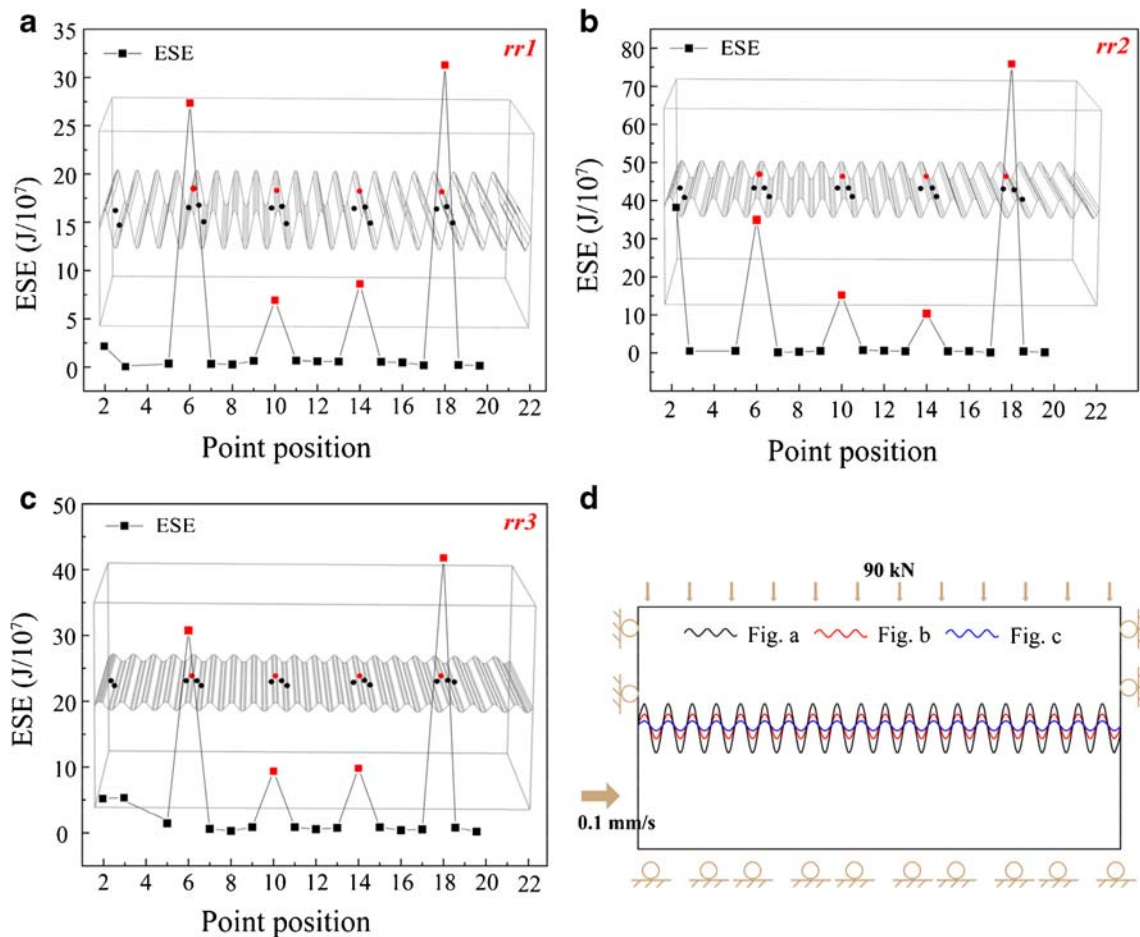 a
35
30
25
20
15
10
5
0
ESE (J/10⁷)
ESE
rr1
2 4 6 8 10 12 14 16 18 20 22
Point position
b
80
70
60
50
40
30
20
10
0
ESE (J/10⁷)
ESE
rr2
2 4 6 8 10 12 14 16 18 20 22
Point position
c
50
40
30
20
10
0
ESE (J/10⁷)
ESE
rr3
2 4 6 8 10 12 14 16 18 20 22
Point position
d
90 kN
Fig. a Fig. b Fig. c
0.1 mm/s